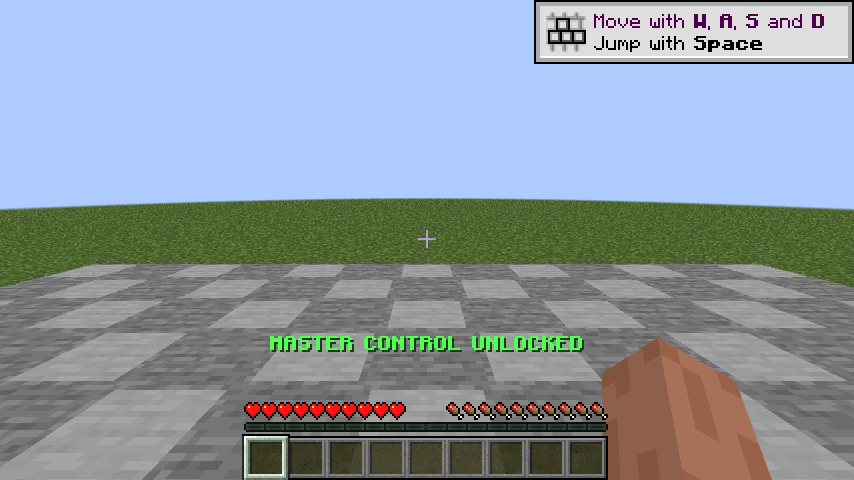 Move with W, A, S and D
Jump with Space
MASTER CONTROL UNLOCKED